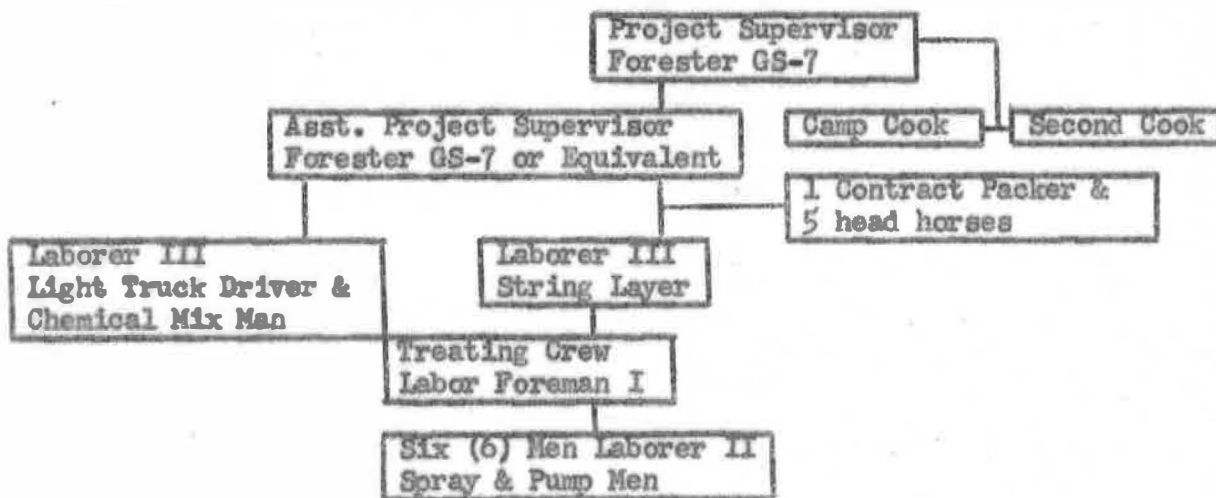 Project Supervisor
Forester GS-7
Asst. Project Supervisor
Forester GS-7 or Equivalent
Camp Cook
Second Cook
1 Contract Packer &
5 head horses
Laborer III
Light Truck Driver &
Chemical Mix Man
Laborer III
String Layer
Treating Crew
Labor Foreman I
Six (6) Men Laborer II
Spray & Pump Men